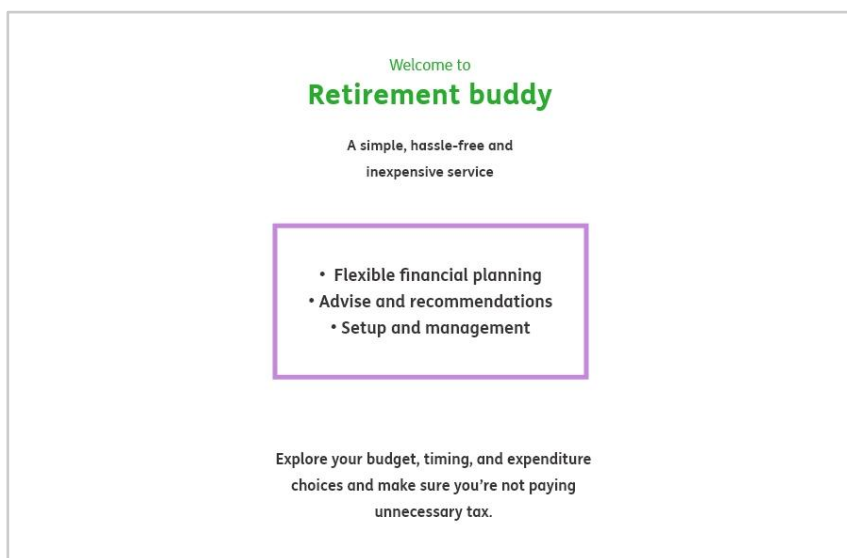 Welcome to
Retirement buddy
A simple, hassle-free and
inexpensive service
• Flexible financial planning
• Advise and recommendations
• Setup and management
Explore your budget, timing, and expenditure
choices and make sure you’re not paying
unnecessary tax.